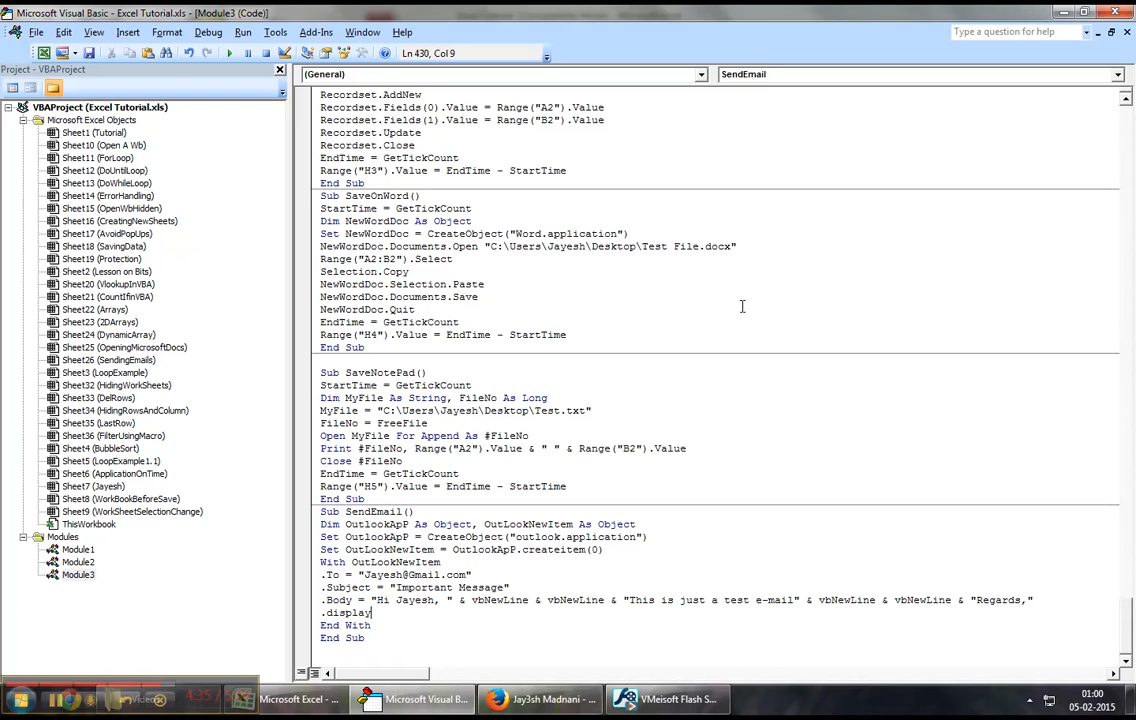 Microsoft Visual Basic - Excel Tutorial.xls - [Module3 (Code)]
File Edit View Insert Format Debug Run Tools Add-Ins Window Help
Type a question for help
Ln 430, Col 9
Project - VBAProject
(General)
SendEmail
VBAProject (Excel Tutorial.xls)
Microsoft Excel Objects
Sheet1 (Tutorial)
Sheet10 (Open A Wb)
Sheet11 (ForLoop)
Sheet12 (DoUntilLoop)
Sheet13 (DoWhileLoop)
Sheet14 (ErrorHandling)
Sheet15 (OpenWbHidden)
Sheet16 (CreatingNewSheets)
Sheet17 (AvoidPopUps)
Sheet18 (SavingData)
Sheet19 (Protection)
Sheet2 (Lesson on Bits)
Sheet20 (VlookupInVBA)
Sheet21 (CountIfinVBA)
Sheet22 (Arrays)
Sheet23 (2DArrays)
Sheet24 (DynamicArray)
Sheet25 (OpeningMicrosoftDocs)
Sheet26 (SendingEmails)
Sheet3 (LoopExample)
Sheet32 (HidingWorkSheets)
Sheet33 (DelRows)
Sheet34 (HidingRowsAndColumn)
Sheet35 (LastRow)
Sheet36 (FilterUsingMacro)
Sheet4 (BubbleSort)
Sheet5 (LoopExample1.1)
Sheet6 (ApplicationOnTime)
Sheet7 (Jayesh)
Sheet8 (WorkBookBeforeSave)
Sheet9 (WorkSheetSelectionChange)
ThisWorkbook
Modules
Module1
Module2
Module3
Recordset.AddNew
Recordset.Fields(0).Value = Range("A2").Value
Recordset.Fields(1).Value = Range("B2").Value
Recordset.Update
Recordset.Close
EndTime = GetTickCount
Range("H3").Value = EndTime - StartTime
End Sub
Sub SaveOnWord()
StartTime = GetTickCount
Dim NewWordDoc As Object
Set NewWordDoc = CreateObject("Word.application")
NewWordDoc.Documents.Open "C:\Users\Jayesh\Desktop\Test File.docx"
Range("A2:B2").Select
Selection.Copy
NewWordDoc.Selection.Paste
NewWordDoc.Documents.Save
NewWordDoc.Quit
EndTime = GetTickCount
Range("H4").Value = EndTime - StartTime
End Sub
Sub SaveNotePad()
StartTime = GetTickCount
Dim MyFile As String, FileNo As Long
MyFile = "C:\Users\Jayesh\Desktop\Test.txt"
FileNo = FreeFile
Open MyFile For Append As #FileNo
Print #FileNo, Range("A2").Value & " " & Range("B2").Value
Close #FileNo
EndTime = GetTickCount
Range("H5").Value = EndTime - StartTime
End Sub
Sub SendEmail()
Dim OutlookApP As Object, OutLookNewItem As Object
Set OutlookApP = CreateObject("outlook.application")
Set OutLookNewItem = OutlookApP.createitem(0)
With OutLookNewItem
.To = "Jayesh@Gmail.com"
.Subject = "Important Message"
.Body = "Hi Jayesh, " & vbNewLine & vbNewLine & "This is just a test e-mail" & vbNewLine & vbNewLine & "Regards,"
.display
End With
End Sub
4:35
Microsoft Excel - ...
Microsoft Visual B...
Jay3sh Madnani - ...
VMeisoft Flash S...
01:00
05-02-2015